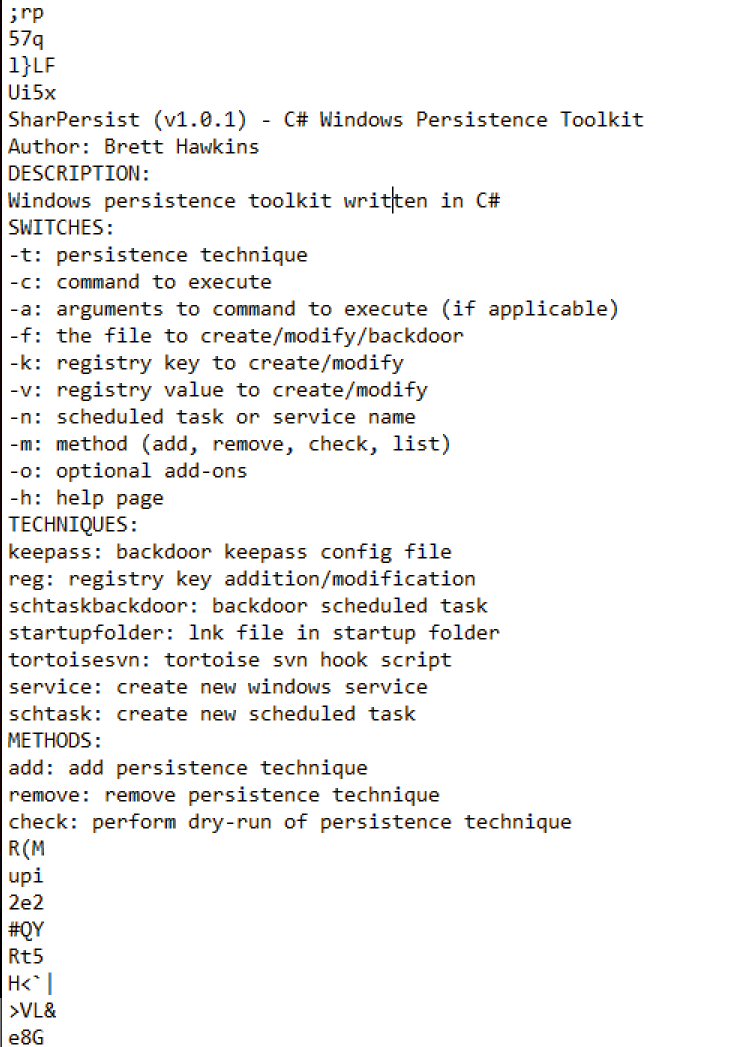 ;rp
57q
l}LF
Ui5x
SharPersist (v1.0.1) - C# Windows Persistence Toolkit
Author: Brett Hawkins
DESCRIPTION:
Windows persistence toolkit written in C#
SWITCHES:
-t: persistence technique
-c: command to execute
-a: arguments to command to execute (if applicable)
-f: the file to create/modify/backdoor
-k: registry key to create/modify
-v: registry value to create/modify
-n: scheduled task or service name
-m: method (add, remove, check, list)
-o: optional add-ons
-h: help page
TECHNIQUES:
keepass: backdoor keepass config file
reg: registry key addition/modification
schtaskbackdoor: backdoor scheduled task
startupfolder: lnk file in startup folder
tortoisesvn: tortoise svn hook script
service: create new windows service
schtask: create new scheduled task
METHODS:
add: add persistence technique
remove: remove persistence technique
check: perform dry-run of persistence technique
R(M
upi
2e2
#QY
Rt5
H<`|
>VL&
e8G